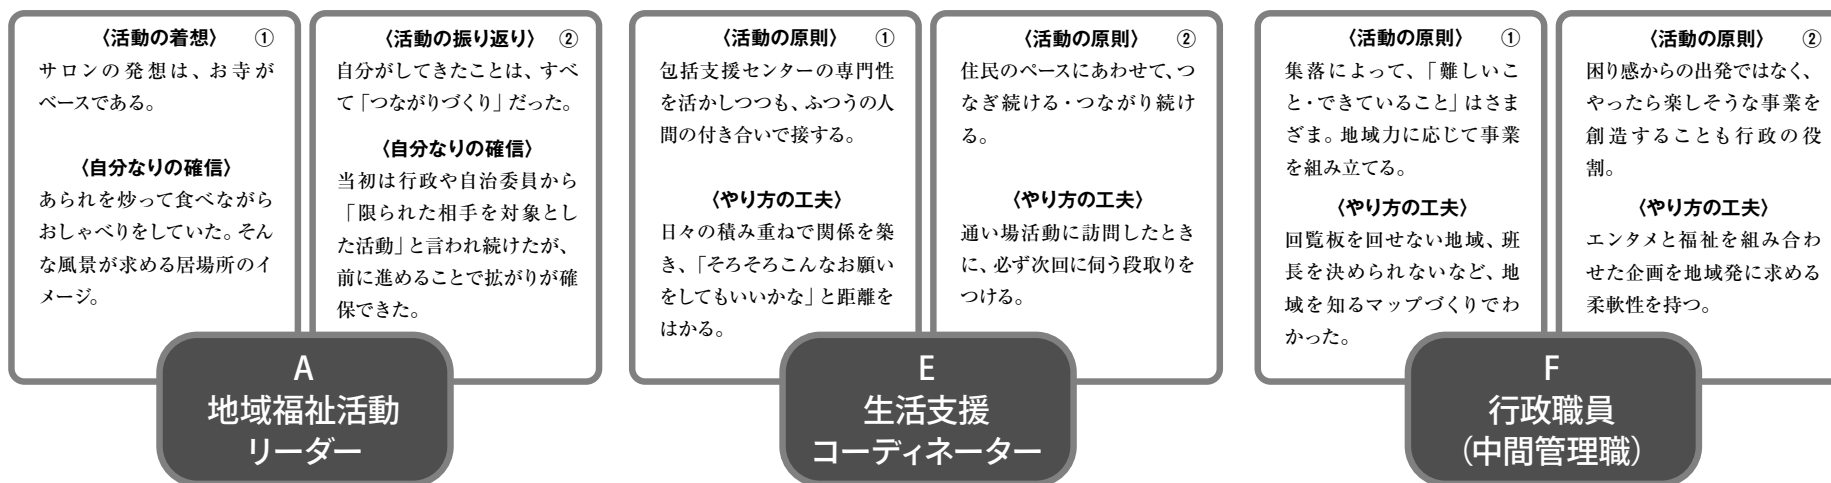 〈活動の着想〉 ①
サロンの発想は、お寺が
ベースである。
〈自分なりの確信〉
あられを炒って食べながら
おしゃべりをしていた。そん
な風景が求める居場所のイ
メージ。
〈活動の振り返り〉 ②
自分がしてきたことは、すべ
て「つながりづくり」だった。
〈自分なりの確信〉
当初は行政や自治委員から
「限られた相手を対象とし
た活動」と言われ続けたが、
前に進めることで拡がりが確
保できた。
A
地域福祉活動
リーダー
〈活動の原則〉 ①
包括支援センターの専門性
を活かしつつも、ふつうの人
間の付き合いで接する。
〈やり方の工夫〉
日々の積み重ねで関係を築
き、「そろそろこんなお願い
をしてもいいかな」と距離を
はかる。
〈活動の原則〉 ②
住民のペースにあわせて、つ
なぎ続ける・つながり続け
る。
〈やり方の工夫〉
通い場活動に訪問したとき
に、必ず次回に伺う段取りを
つける。
E
生活支援
コーディネーター
〈活動の原則〉 ①
集落によって、「難しいこ
と・できていること」はさま
ざま。地域力に応じて事業
を組み立てる。
〈やり方の工夫〉
回覧板を回せない地域、班
長を決められないなど、地
域を知るマップづくりでわ
かった。
〈活動の原則〉 ②
困り感からの出発ではなく、
やったら楽しそうな事業を
創造することも行政の役
割。
〈やり方の工夫〉
エンタメと福祉を組み合わ
せた企画を地域発に求める
柔軟性を持つ。
F
行政職員
（中間管理職）